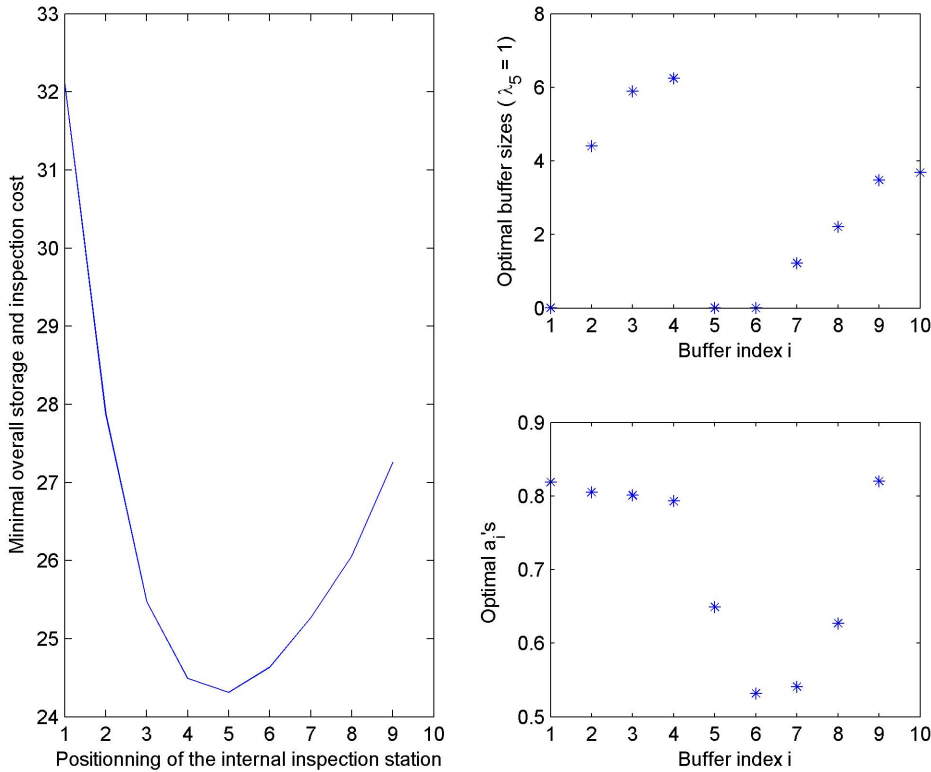 33
32
31
30
29
28
27
26
25
24
Minimal overall storage and inspection cost
1 2 3 4 5 6 7 8 9 10
Positionning of the internal inspection station
8
6
4
2
0
Optimal buffer sizes ( λ5 = 1)
1 2 3 4 5 6 7 8 9 10
Buffer index i
0.9
0.8
0.7
0.6
0.5
Optimal ai's
1 2 3 4 5 6 7 8 9 10
Buffer index i